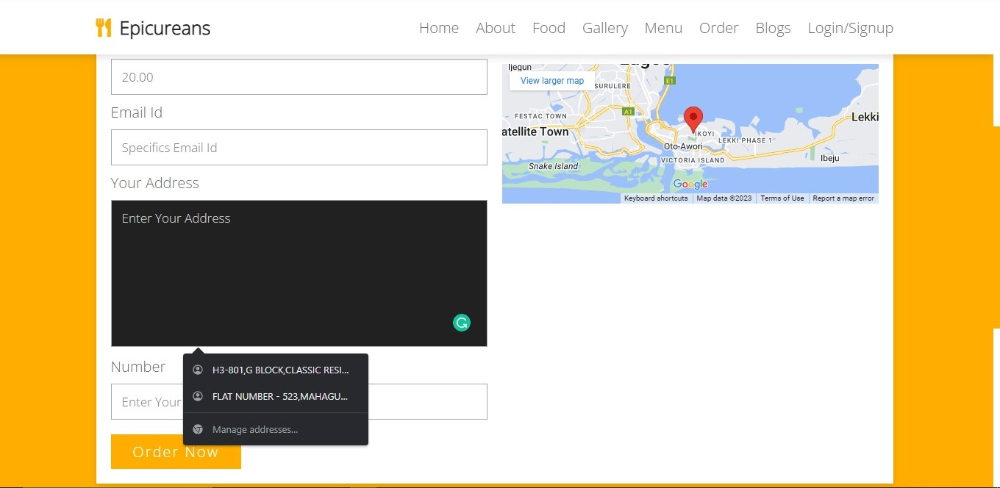 Epicureans
Home About Food Gallery Menu Order Blogs Login/Signup
20.00
Email Id
Specifics Email Id
Your Address
Enter Your Address
Number
Enter Your
H3-801,G BLOCK,CLASSIC RESI...
FLAT NUMBER - 523,MAHAGU...
Manage addresses...
Order Now
Ijegun
Lagos
View larger map
SURULERE
E1
A1
FESTAC TOWN
atellite Town
IKOYI
Lekki
LEKKI PHASE 1
Oto-Awori
VICTORIA ISLAND
Ibeju
Snake Island
Google
Keyboard shortcuts Map data ©2023 Terms of Use Report a map error